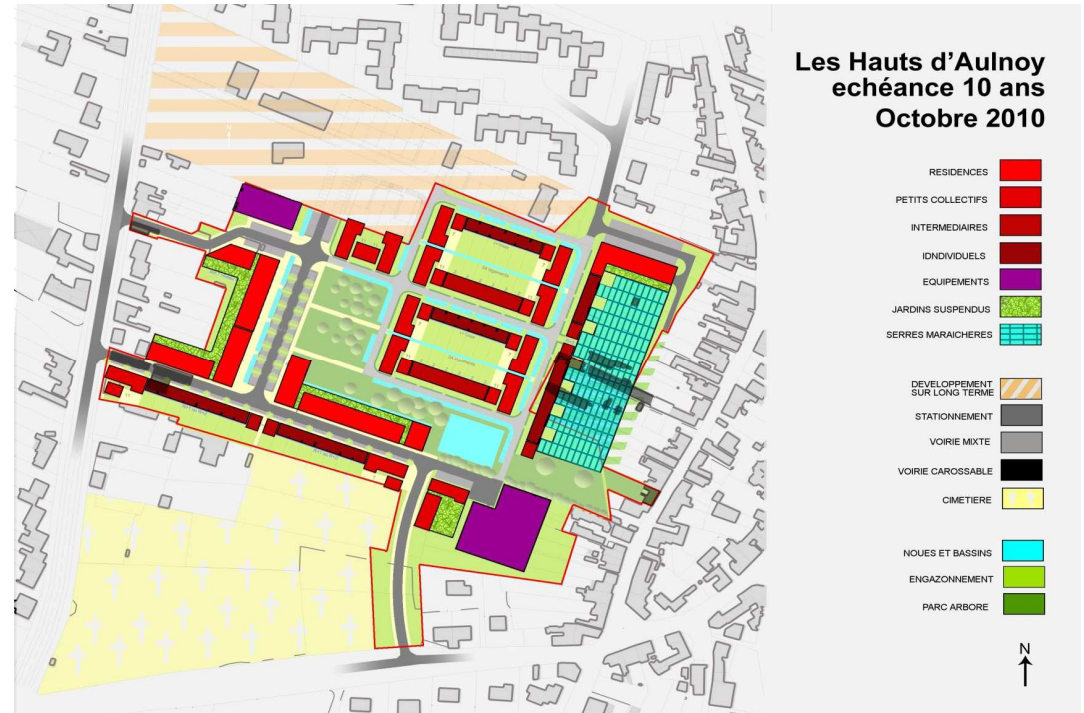 Les Hauts d'Aulnoy
echéance 10 ans
Octobre 2010
RESIDENCES
PETITS COLLECTIFS
INTERMEDIAIRES
IDNDIVIDUELS
EQUIPEMENTS
JARDINS SUSPENDUS
SERRES MARAICHERES
DEVELOPPEMENT
SUR LONG TERME
STATIONNEMENT
VOIRIE MIXTE
VOIRIE CAROSSABLE
CIMETIERE
NOUES ET BASSINS
ENGAZONNEMENT
PARC ARBORE
N